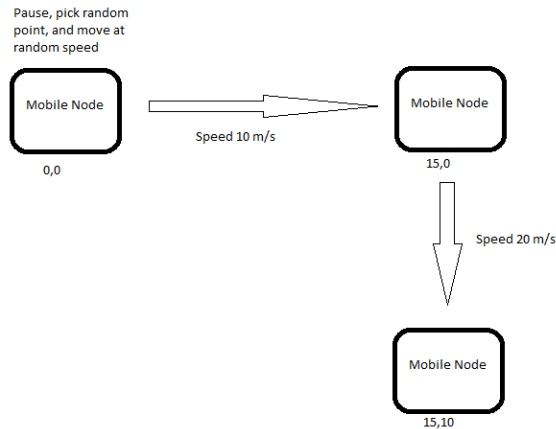 Pause, pick random
point, and move at
random speed
Mobile Node
Mobile Node
Speed 10 m/s
0,0
15,0
Speed 20 m/s
Mobile Node
15,10